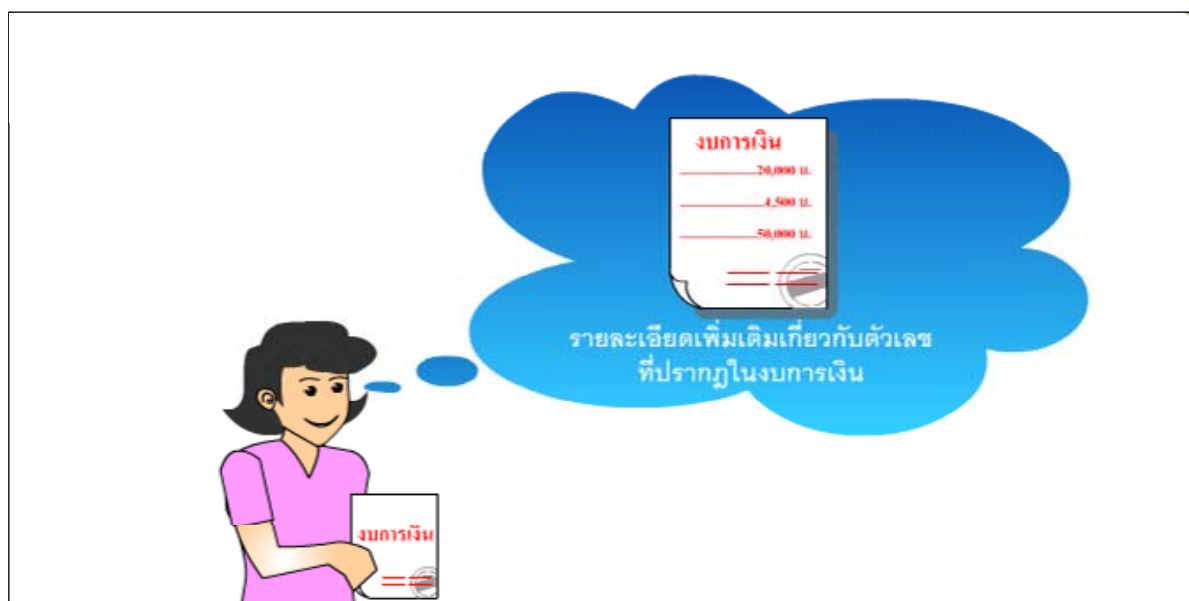 งบการเงิน
20,000 บ.
4,500 บ.
50,000 บ.
รายละเอียดเพิ่มเติมเกี่ยวกับตัวเลข
ที่ปรากฏในงบการเงิน
งบการเงิน